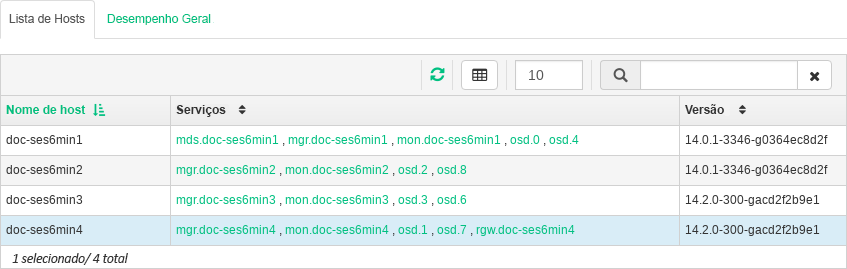 Lista de Hosts Desempenho Geral
10
Nome de host Serviços Versão
doc-ses6min1 mds.doc-ses6min1 , mgr.doc-ses6min1 , mon.doc-ses6min1 , osd.0 , osd.4 14.0.1-3346-g0364ec8d2f
doc-ses6min2 mgr.doc-ses6min2 , mon.doc-ses6min2 , osd.2 , osd.8 14.0.1-3346-g0364ec8d2f
doc-ses6min3 mgr.doc-ses6min3 , mon.doc-ses6min3 , osd.3 , osd.6 14.2.0-300-gacd2f2b9e1
doc-ses6min4 mgr.doc-ses6min4 , mon.doc-ses6min4 , osd.1 , osd.7 , rgw.doc-ses6min4 14.2.0-300-gacd2f2b9e1
1 selecionado/ 4 total